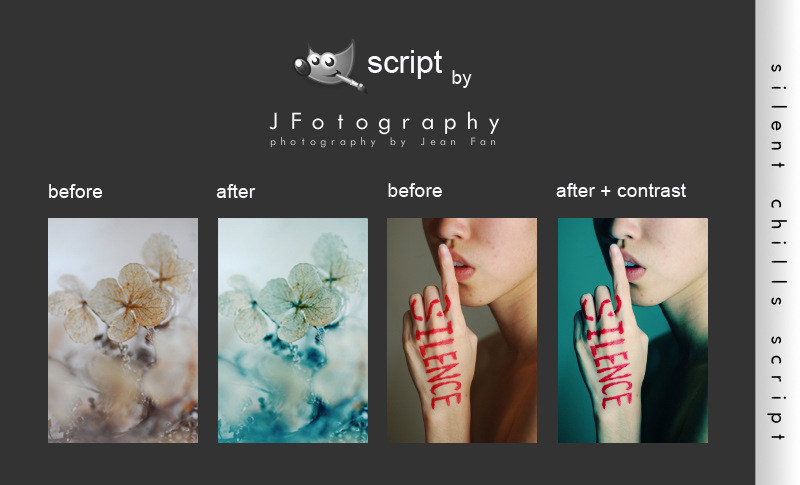 script by
JFotography
photography by Jean Fan
before
after
before
after + contrast
SILENCE
SILENCE
silent chills script